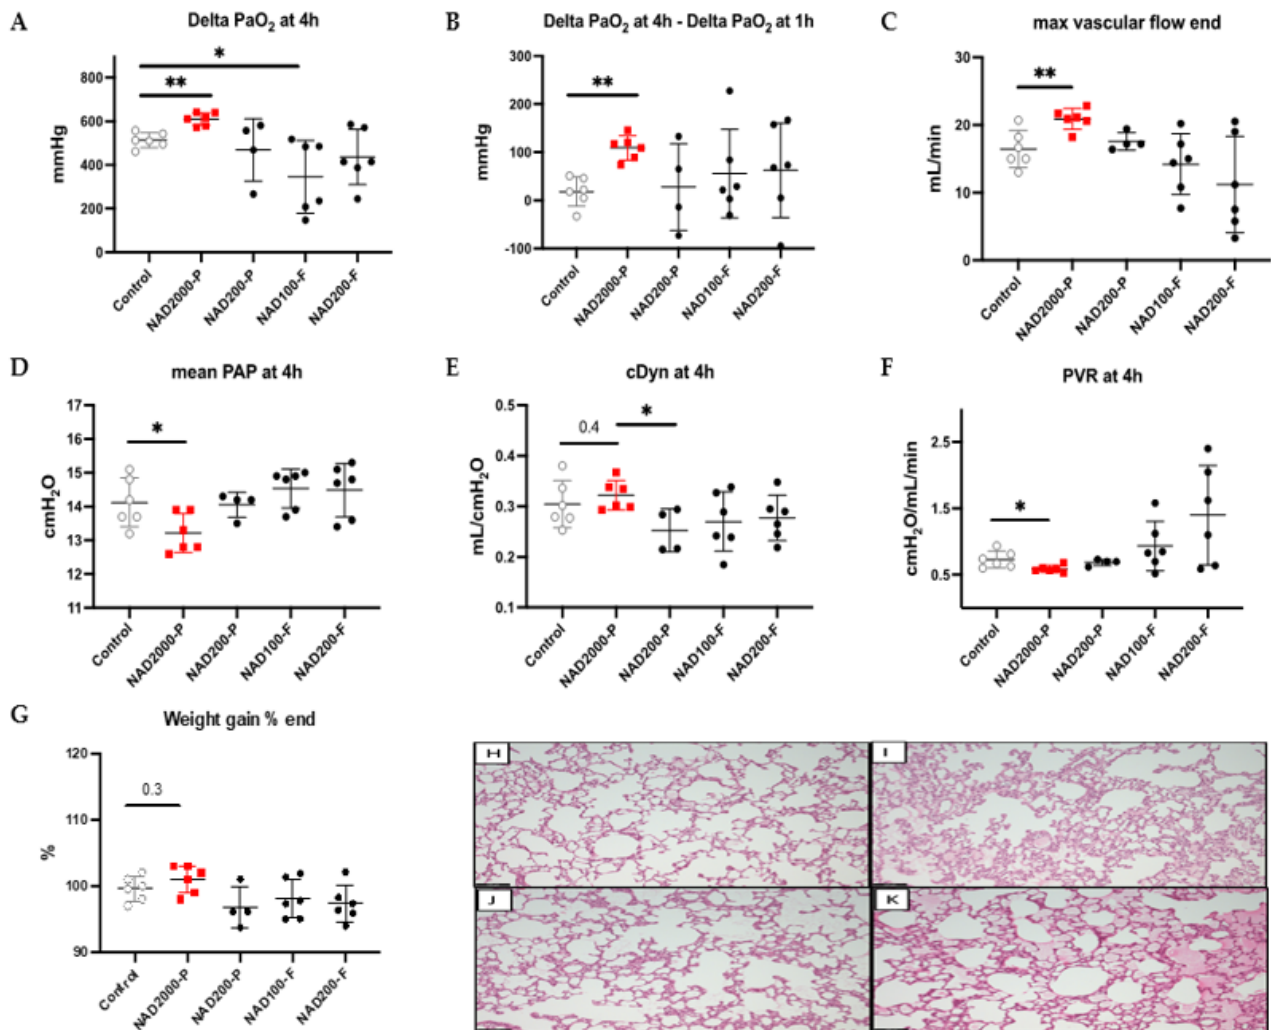 A
Delta PaO₂ at 4h
*
**
mmHg
800
600
400
200
0
Control
NAD2000-P
NAD200-P
NAD100-F
NAD200-F
B
Delta PaO₂ at 4h - Delta PaO₂ at 1h
**
mmHg
300
200
100
0
-100
Control
NAD2000-P
NAD200-P
NAD100-F
NAD200-F
C
max vascular flow end
**
mL/min
30
20
10
0
Control
NAD2000-P
NAD200-P
NAD100-F
NAD200-F
D
mean PAP at 4h
*
cmH₂O
17
16
15
14
13
12
11
Control
NAD2000-P
NAD200-P
NAD100-F
NAD200-F
E
cDyn at 4h
0.4
*
mL/cmH₂O
0.5
0.4
0.3
0.2
0.1
Control
NAD2000-P
NAD200-P
NAD100-F
NAD200-F
F
PVR at 4h
*
cmH₂O/mL/min
2.5
1.5
0.5
Control
NAD2000-P
NAD200-P
NAD100-F
NAD200-F
G
Weight gain % end
0.3
%
120
110
100
90
Control
NAD2000-P
NAD200-P
NAD100-F
NAD200-F
H
I
J
K